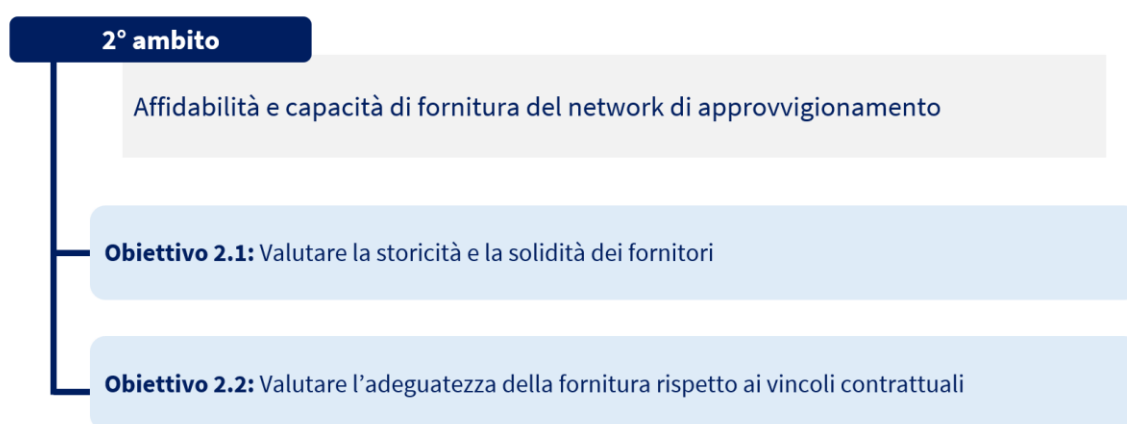 2° ambito
Affidabilità e capacità di fornitura del network di approvvigionamento
Obiettivo 2.1: Valutare la storicità e la solidità dei fornitori
Obiettivo 2.2: Valutare l’adeguatezza della fornitura rispetto ai vincoli contrattuali